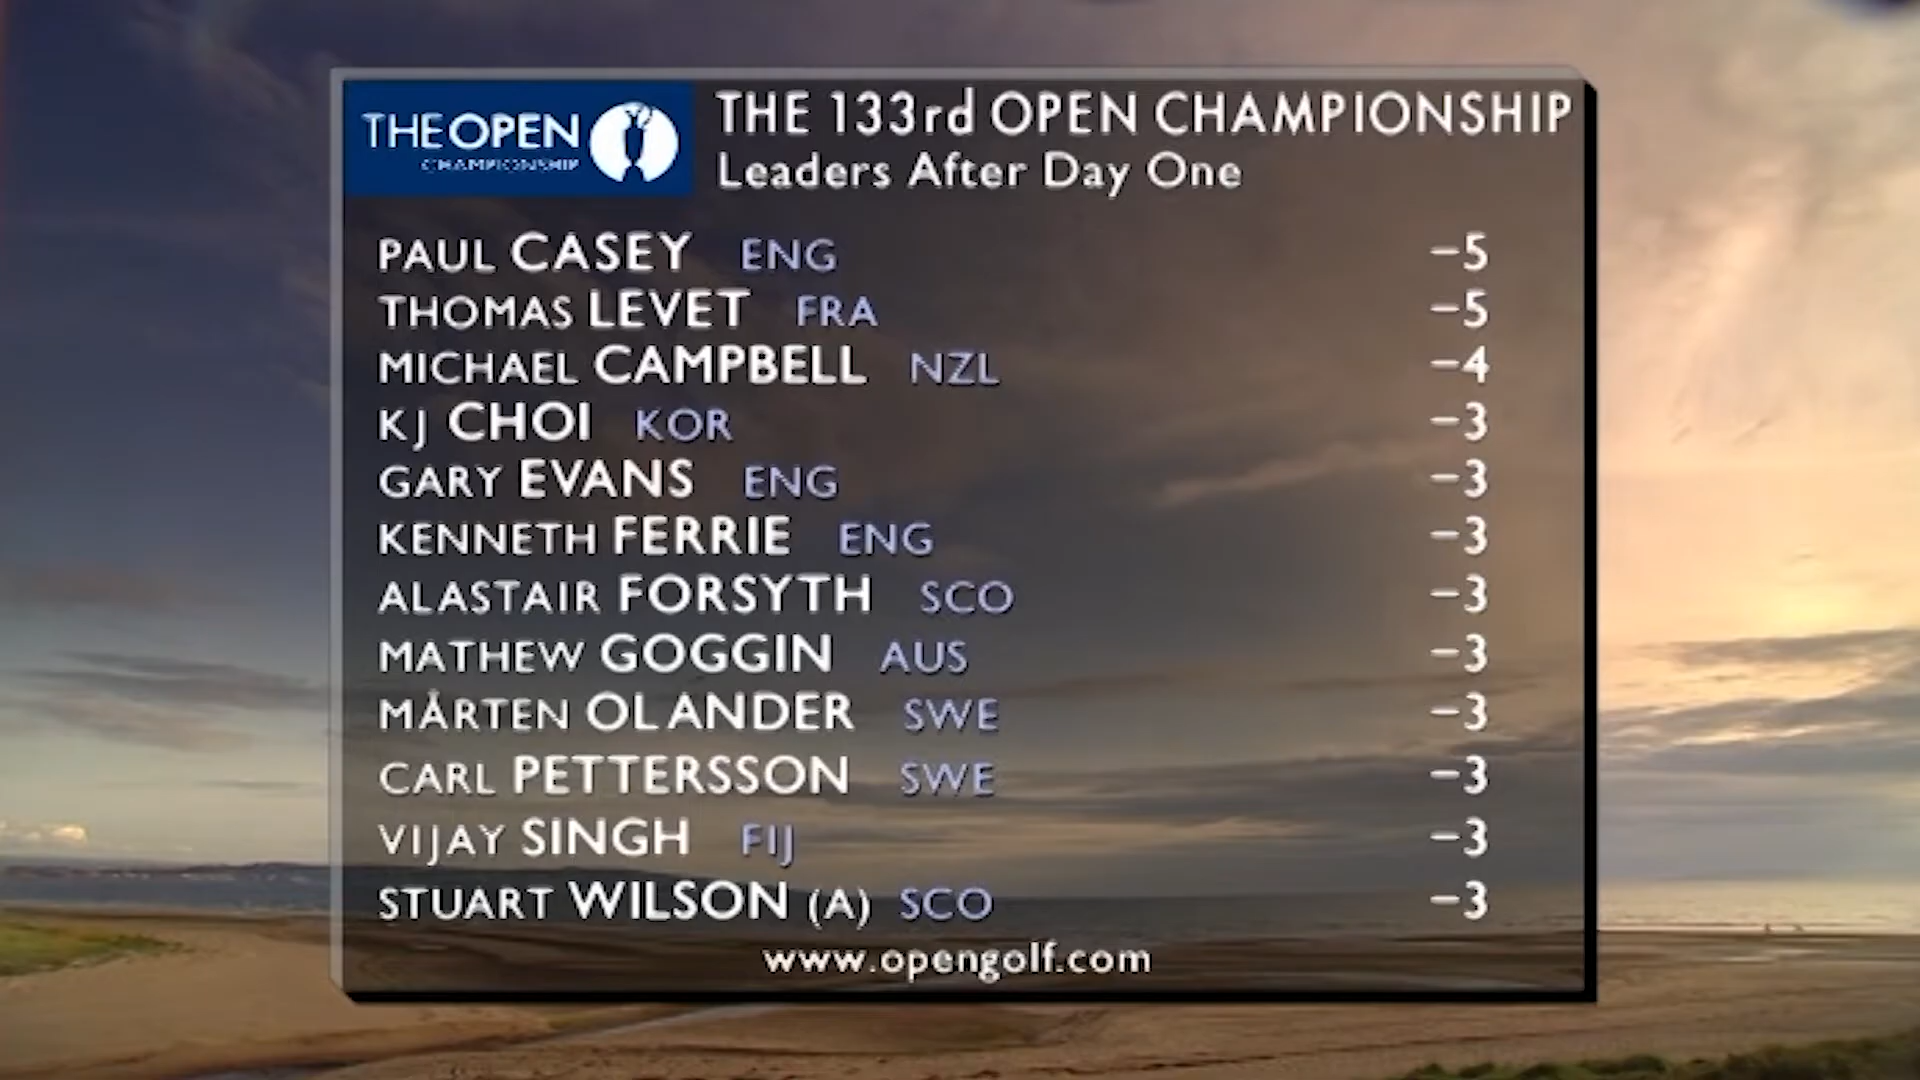 THE OPEN
CHAMPIONSHIP
THE 133rd OPEN CHAMPIONSHIP
Leaders After Day One
PAUL CASEY ENG -5
THOMAS LEVET FRA -5
MICHAEL CAMPBELL NZL -4
KJ CHOI KOR -3
GARY EVANS ENG -3
KENNETH FERRIE ENG -3
ALASTAIR FORSYTH SCO -3
MATHEW GOGGIN AUS -3
MÅRTEN OLANDER SWE -3
CARL PETTERSSON SWE -3
VIJAY SINGH FIJ -3
STUART WILSON (A) SCO -3
www.opengolf.com